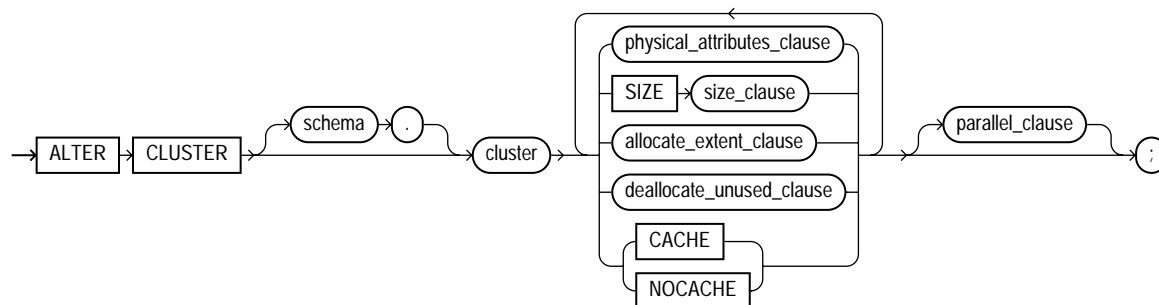 physical_attributes_clause
SIZE size_clause
schema . parallel_clause
ALTER CLUSTER cluster allocate_extent_clause ;
deallocate_unused_clause
CACHE
NOCACHE